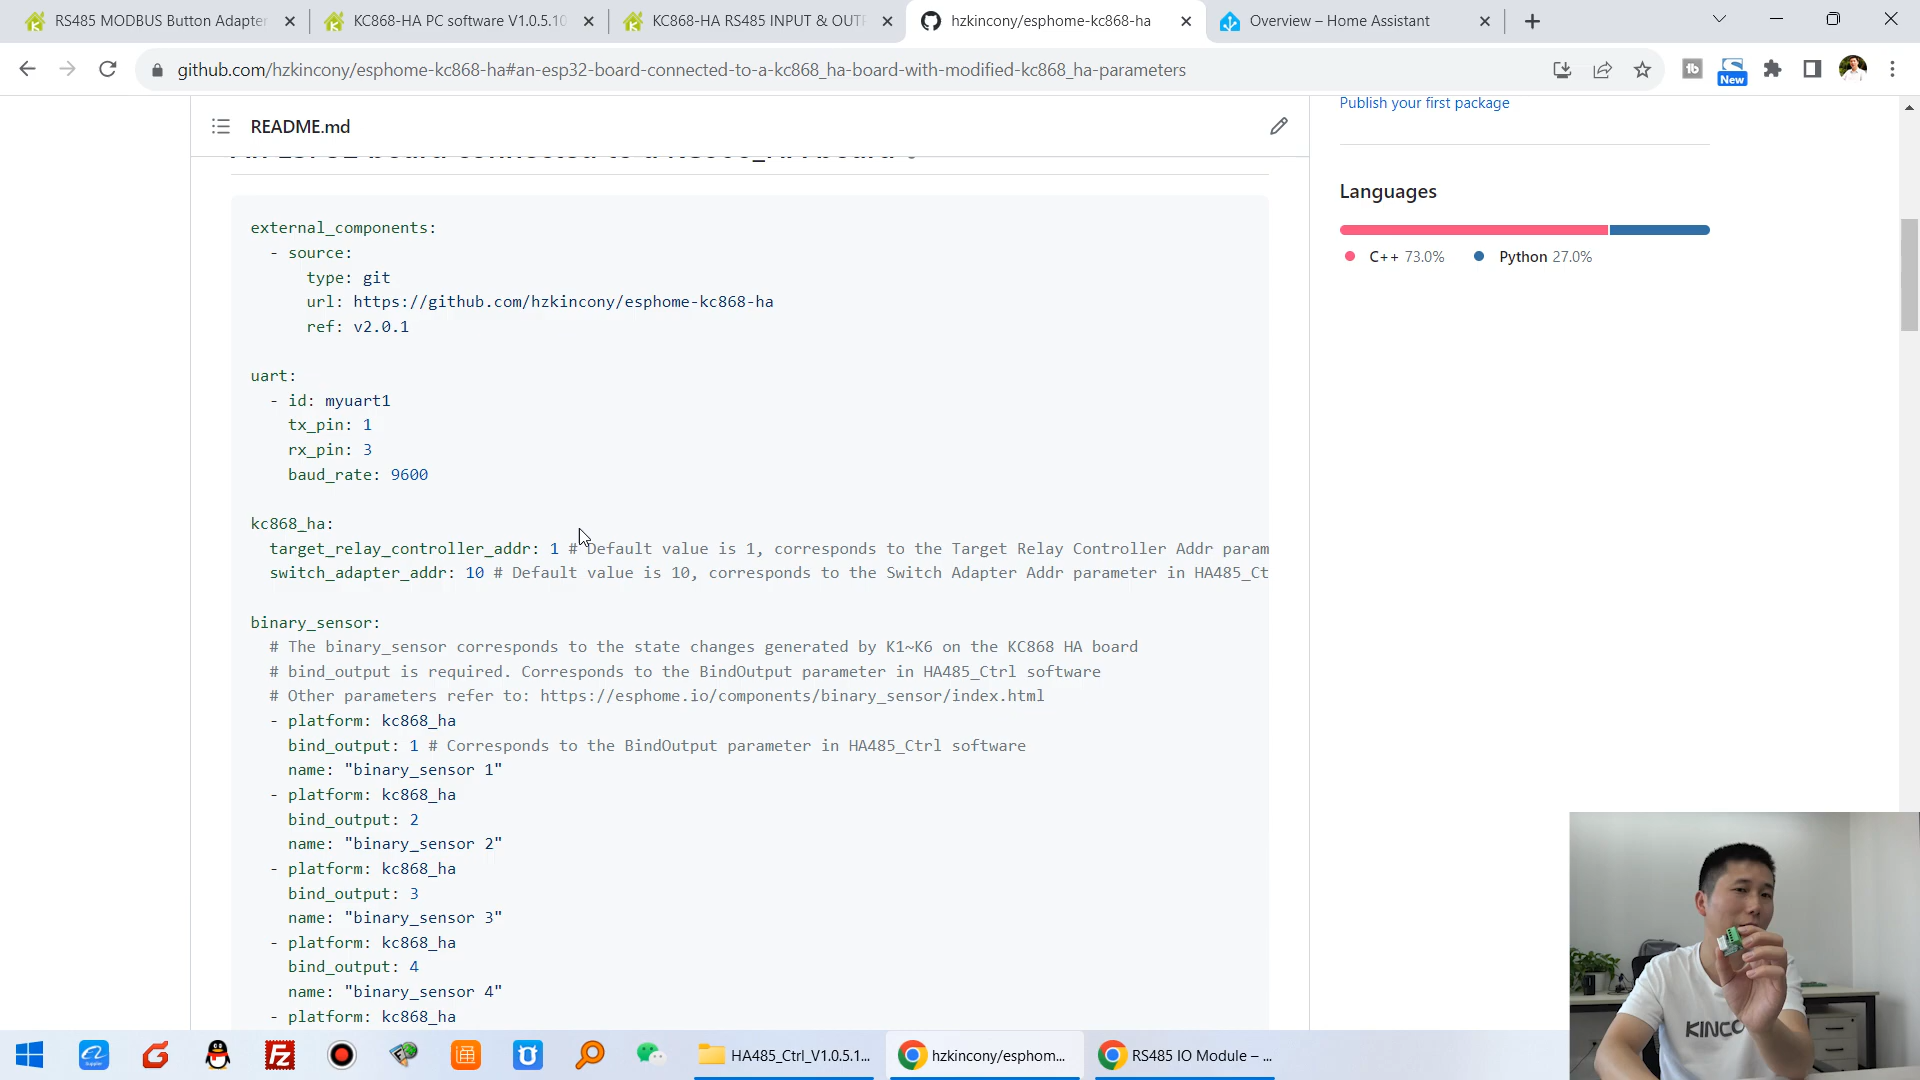 RS485 MODBUS Button Adapter
KC868-HA PC software V1.0.5.10
KC868-HA RS485 INPUT & OUTP
hzkincony/esphome-kc868-ha
Overview – Home Assistant
github.com/hzkincony/esphome-kc868-ha#an-esp32-board-connected-to-a-kc868_ha-board-with-modified-kc868_ha-parameters
New
README.md
Publish your first package
Languages
C++ 73.0%
Python 27.0%
external_components:
- source:
type: git
url: https://github.com/hzkincony/esphome-kc868-ha
ref: v2.0.1
uart:
- id: myuart1
tx_pin: 1
rx_pin: 3
baud_rate: 9600
kc868_ha:
target_relay_controller_addr: 1 # Default value is 1, corresponds to the Target Relay Controller Addr param
switch_adapter_addr: 10 # Default value is 10, corresponds to the Switch Adapter Addr parameter in HA485_Ct
binary_sensor:
# The binary_sensor corresponds to the state changes generated by K1~K6 on the KC868 HA board
# bind_output is required. Corresponds to the BindOutput parameter in HA485_Ctrl software
# Other parameters refer to: https://esphome.io/components/binary_sensor/index.html
- platform: kc868_ha
bind_output: 1 # Corresponds to the BindOutput parameter in HA485_Ctrl software
name: "binary_sensor 1"
- platform: kc868_ha
bind_output: 2
name: "binary_sensor 2"
- platform: kc868_ha
bind_output: 3
name: "binary_sensor 3"
- platform: kc868_ha
bind_output: 4
name: "binary_sensor 4"
- platform: kc868_ha
KINCO
HA485_Ctrl_V1.0.5.1...
hzkincony/esphom...
RS485 IO Module – ...